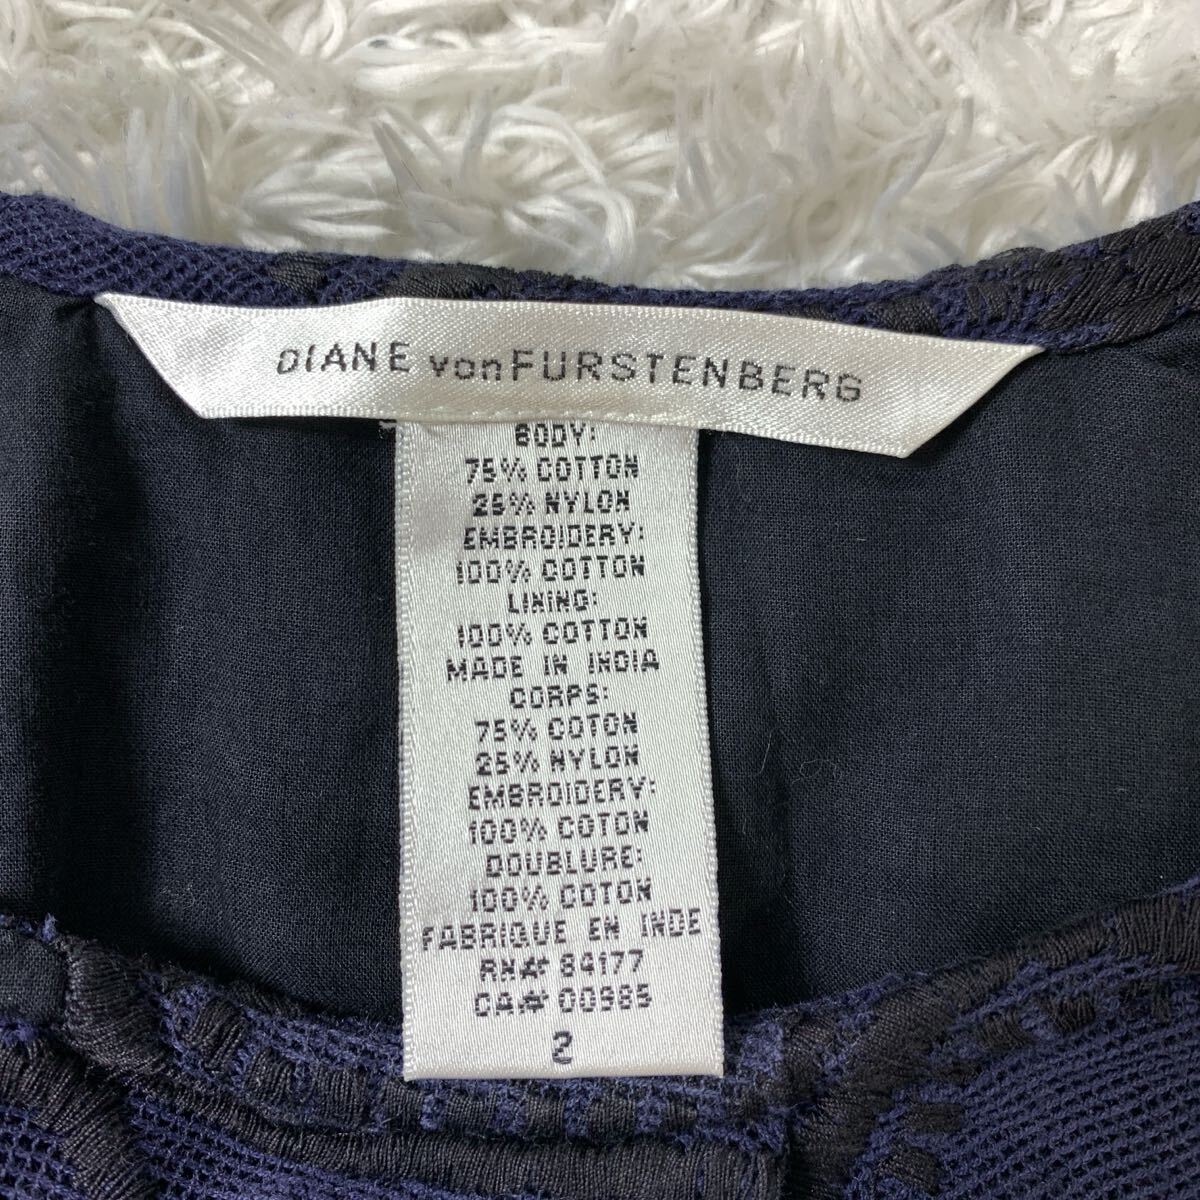 DIANE von FURSTENBERG
BODY:
75% COTTON
25% NYLON
EMBROIDERY:
100% COTTON
LINING:
100% COTTON
MADE IN INDIA
CORPS:
75% COTON
25% NYLON
EMBROIDERY:
100% COTON
DOUBLURE:
100% COTON
FABRIQUE EN INDE
RN# 84177
CA# 00985
2